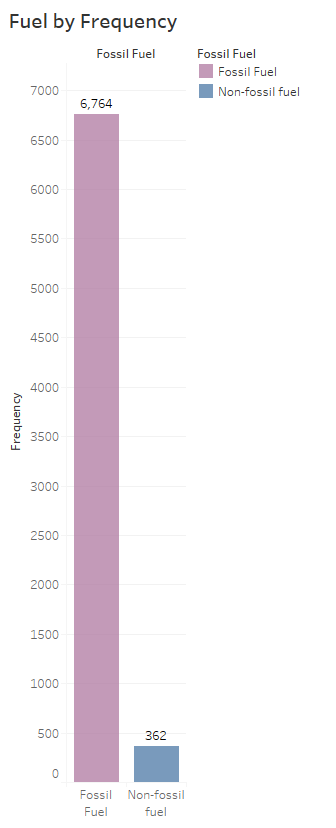 Fuel by Frequency
Fossil Fuel
Fossil Fuel
Fossil Fuel
Non-fossil fuel
7000
6,764
6500
6000
5500
5000
4500
4000
3500
3000
2500
2000
1500
1000
500
0
Frequency
362
Fossil
Fuel
Non-fossil
fuel